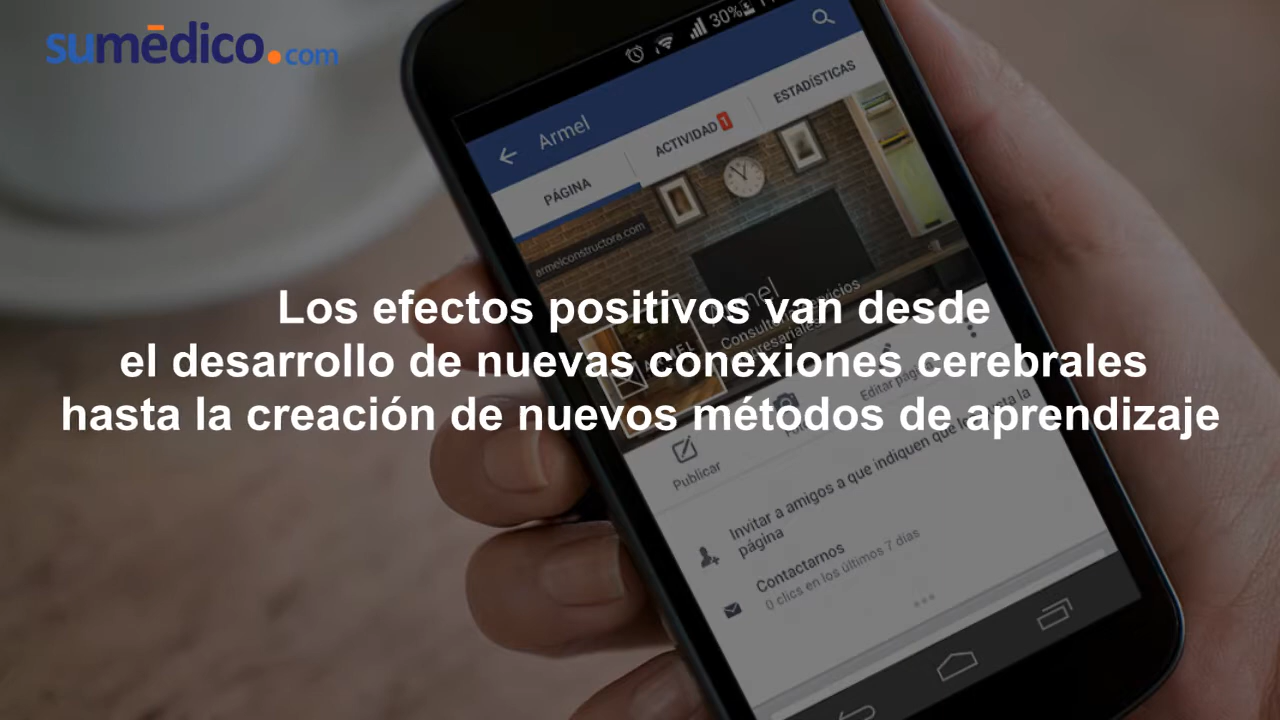 sumédico.com
30%
Armel
PÁGINA
ACTIVIDAD 1
ESTADÍSTICAS
armelconstructora.com
Los efectos positivos van desde
el desarrollo de nuevas conexiones cerebrales
hasta la creación de nuevos métodos de aprendizaje
Publicar
Invitar a amigos a que indiquen que les gusta la
página
Contactarnos
0 clics en los últimos 7 días